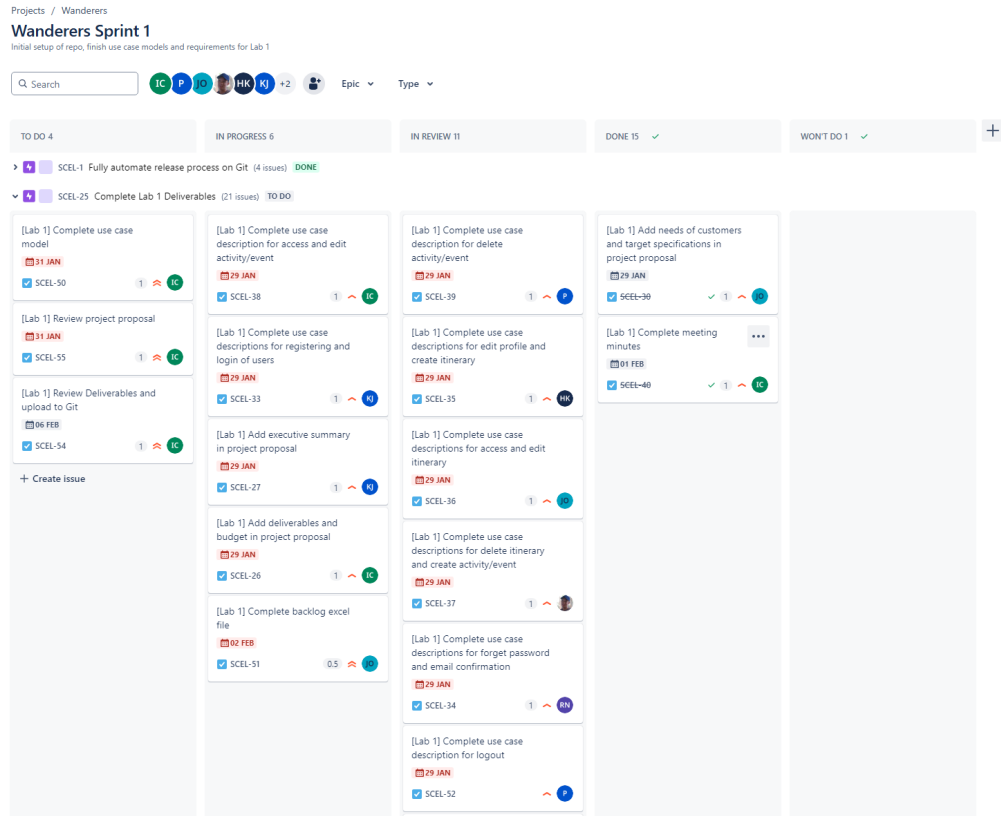 Projects / Wanderers
Wanderers Sprint 1
Initial setup of repo, finish use case models and requirements for Lab 1
Search
IC P JO HK KJ +2
Epic
Type
TO DO 4
IN PROGRESS 6
IN REVIEW 11
DONE 15
WON'T DO 1
SCEL-1 Fully automate release process on Git (4 issues) DONE
SCEL-25 Complete Lab 1 Deliverables (21 issues) TO DO
[Lab 1] Complete use case
model
31 JAN
SCEL-50 1 IC
[Lab 1] Review project proposal
31 JAN
SCEL-55 1 IC
[Lab 1] Review Deliverables and
upload to Git
06 FEB
SCEL-54 1 IC
Create issue
[Lab 1] Complete use case
description for access and edit
activity/event
29 JAN
SCEL-38 1 IC
[Lab 1] Complete use case
descriptions for registering and
login of users
29 JAN
SCEL-33 1 KJ
[Lab 1] Add executive summary
in project proposal
29 JAN
SCEL-27 1 KJ
[Lab 1] Add deliverables and
budget in project proposal
29 JAN
SCEL-26 1 IC
[Lab 1] Complete backlog excel
file
02 FEB
SCEL-51 0.5 JO
[Lab 1] Complete use case
description for delete
activity/event
29 JAN
SCEL-39 1 P
[Lab 1] Complete use case
descriptions for edit profile and
create itinerary
29 JAN
SCEL-35 1 HK
[Lab 1] Complete use case
descriptions for access and edit
itinerary
29 JAN
SCEL-36 1 JO
[Lab 1] Complete use case
descriptions for delete itinerary
and create activity/event
29 JAN
SCEL-37 1
[Lab 1] Complete use case
descriptions for forget password
and email confirmation
29 JAN
SCEL-34 1 RN
[Lab 1] Complete use case
description for logout
29 JAN
SCEL-52 P
[Lab 1] Add needs of customers
and target specifications in
project proposal
29 JAN
SCEL-30 1 JO
[Lab 1] Complete meeting
minutes
01 FEB
SCEL-40 1 IC